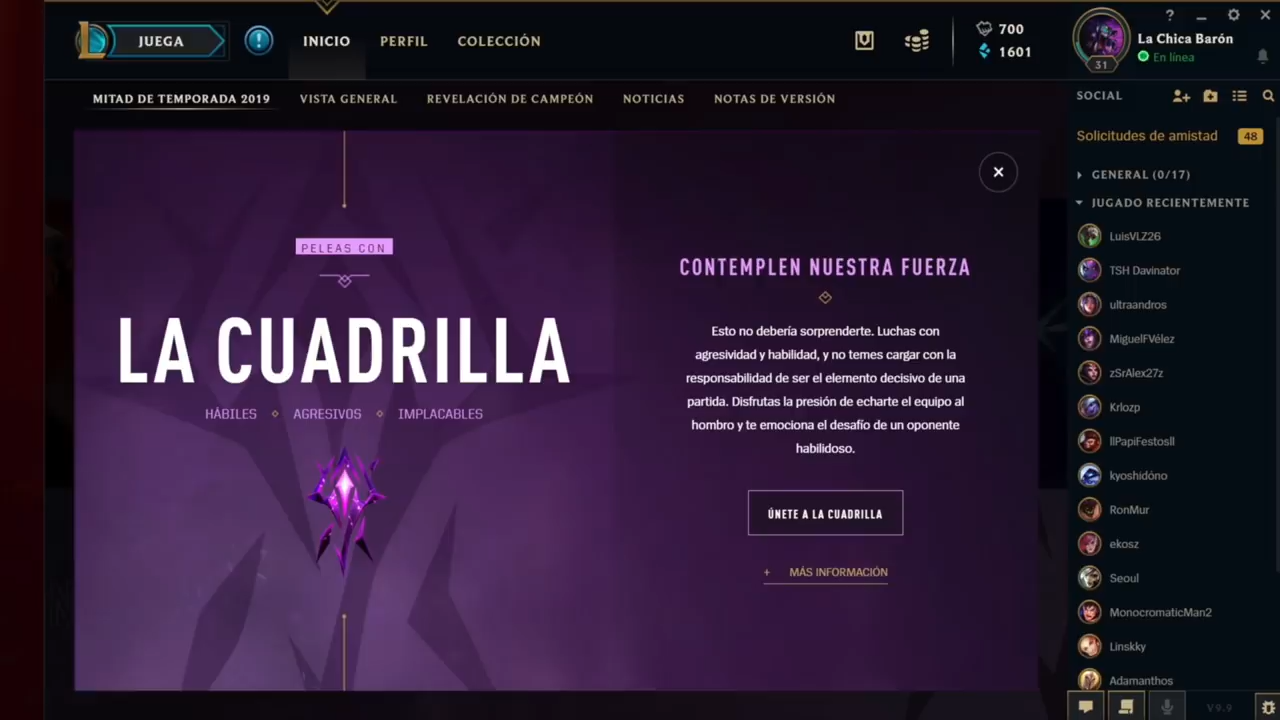 JUEGA
INICIO
PERFIL
COLECCIÓN
700
1601
31
La Chica Barón
En línea
MITAD DE TEMPORADA 2019
VISTA GENERAL
REVELACIÓN DE CAMPEÓN
NOTICIAS
NOTAS DE VERSIÓN
PELEAS CON
LA CUADRILLA
HÁBILES
AGRESIVOS
IMPLACABLES
CONTEMPLEN NUESTRA FUERZA
Esto no debería sorprenderte. Luchas con
agresividad y habilidad, y no temes cargar con la
responsabilidad de ser el elemento decisivo de una
partida. Disfrutas la presión de echarte el equipo al
hombro y te emociona el desafío de un oponente
habilidoso.
ÚNETE A LA CUADRILLA
+ MÁS INFORMACIÓN
SOCIAL
Solicitudes de amistad 48
GENERAL (0/17)
JUGADO RECIENTEMENTE
LuisVLZ26
TSH Davinator
ultraandros
MiguelFVélez
zSrAlex27z
Krlozp
llPapiFestosll
kyoshidóno
RonMur
ekosz
Seoul
MonocromaticMan2
Linskky
Adamanthos
V9.9